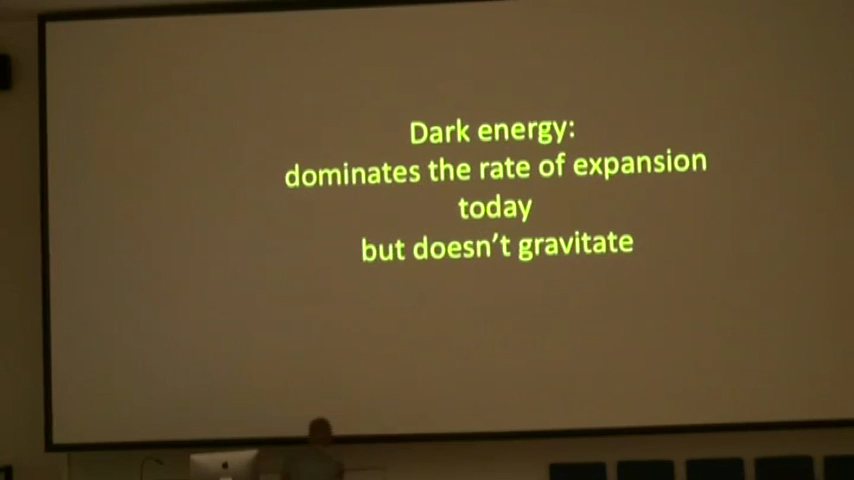 Dark energy:
dominates the rate of expansion
today
but doesn't gravitate